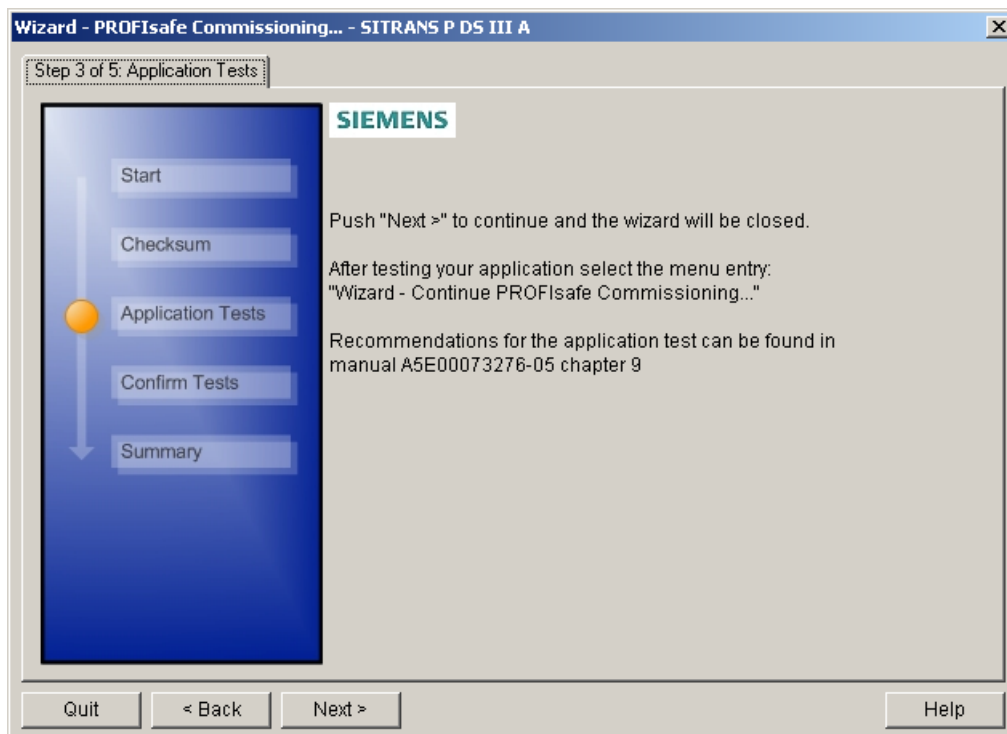 Wizard - PROFIsafe Commissioning... - SITRANS P DS III A
Step 3 of 5: Application Tests
SIEMENS
Start
Checksum
Application Tests
Confirm Tests
Summary
Push "Next >" to continue and the wizard will be closed.
After testing your application select the menu entry:
"Wizard - Continue PROFIsafe Commissioning..."
Recommendations for the application test can be found in
manual A5E00073276-05 chapter 9
Quit
< Back
Next >
Help